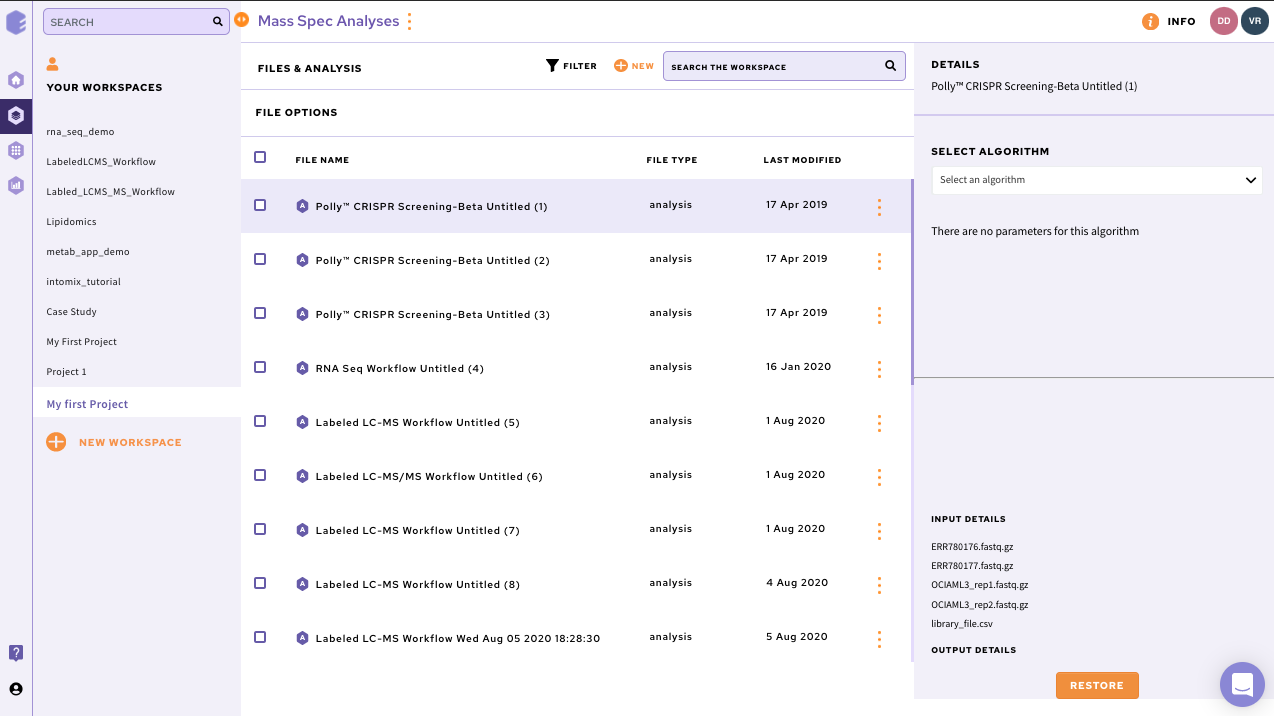 SEARCH
Mass Spec Analyses
i INFO
DD
VR
YOUR WORKSPACES
rna_seq_demo
LabeledLCMS_Workflow
Labled_LCMS_MS_Workflow
Lipidomics
metab_app_demo
intomix_tutorial
Case Study
My First Project
Project 1
My first Project
NEW WORKSPACE
?
FILES & ANALYSIS
FILTER
NEW
SEARCH THE WORKSPACE
FILE OPTIONS
FILE NAME FILE TYPE LAST MODIFIED
A Polly™ CRISPR Screening-Beta Untitled (1) analysis 17 Apr 2019
A Polly™ CRISPR Screening-Beta Untitled (2) analysis 17 Apr 2019
A Polly™ CRISPR Screening-Beta Untitled (3) analysis 17 Apr 2019
A RNA Seq Workflow Untitled (4) analysis 16 Jan 2020
A Labeled LC-MS Workflow Untitled (5) analysis 1 Aug 2020
A Labeled LC-MS/MS Workflow Untitled (6) analysis 1 Aug 2020
A Labeled LC-MS Workflow Untitled (7) analysis 1 Aug 2020
A Labeled LC-MS Workflow Untitled (8) analysis 4 Aug 2020
A Labeled LC-MS Workflow Wed Aug 05 2020 18:28:30 analysis 5 Aug 2020
DETAILS
Polly™ CRISPR Screening-Beta Untitled (1)
SELECT ALGORITHM
Select an algorithm
There are no parameters for this algorithm
INPUT DETAILS
ERR780176.fastq.gz
ERR780177.fastq.gz
OCIAML3_rep1.fastq.gz
OCIAML3_rep2.fastq.gz
library_file.csv
OUTPUT DETAILS
RESTORE